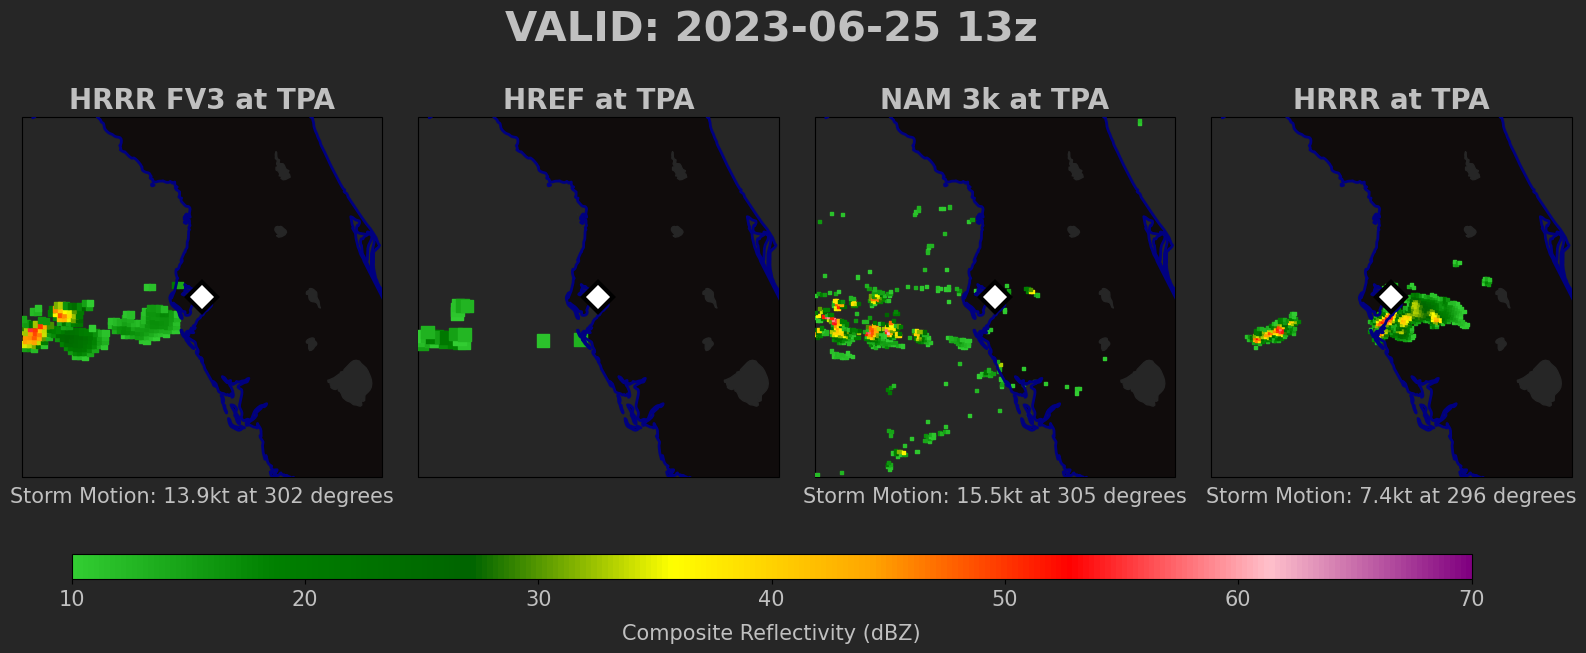 VALID: 2023-06-25 13z
HRRR FV3 at TPA
HREF at TPA
NAM 3k at TPA
HRRR at TPA
Storm Motion: 13.9kt at 302 degrees
Storm Motion: 15.5kt at 305 degrees
Storm Motion: 7.4kt at 296 degrees
10 20 30 40 50 60 70
Composite Reflectivity (dBZ)